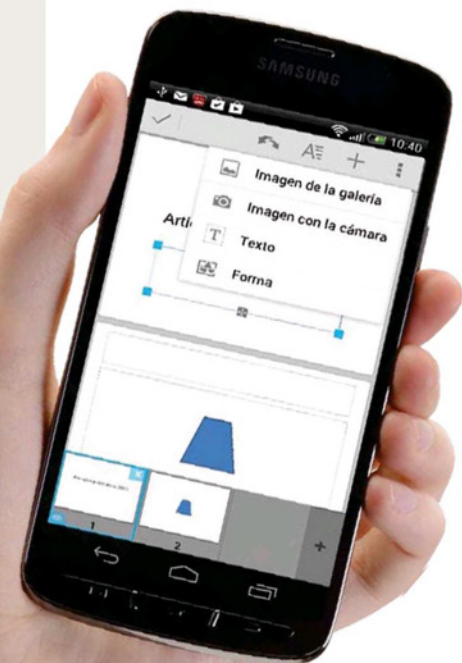 SAMSUNG
10:40
Imagen de la galería
Imagen con la cámara
Texto
Forma
Artí
1
2